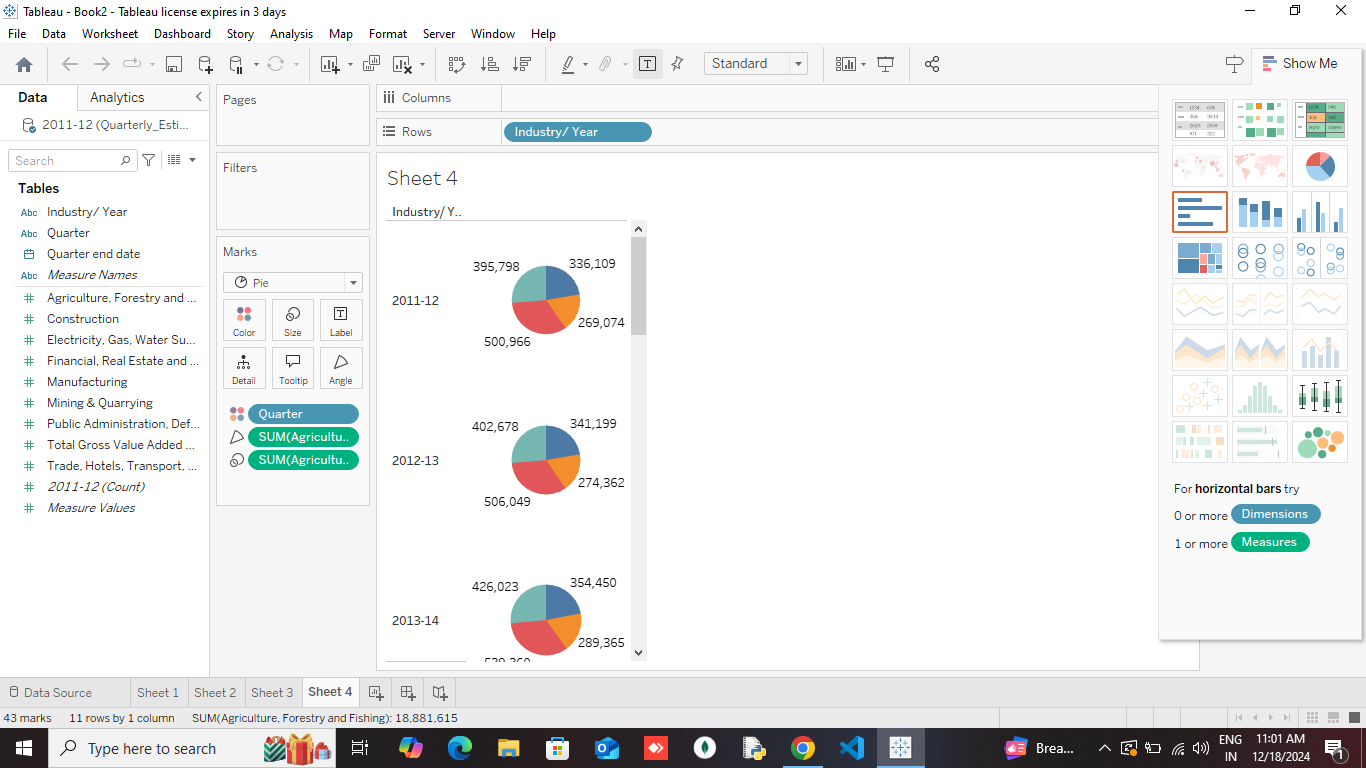 Tableau - Book2 - Tableau license expires in 3 days
File Data Worksheet Dashboard Story Analysis Map Format Server Window Help
Standard
Show Me
Data Analytics
2011-12 (Quarterly_Esti...
Search
Tables
Abc Industry/ Year
Abc Quarter
Quarter end date
Abc Measure Names
Agriculture, Forestry and ...
Construction
Electricity, Gas, Water Su...
Financial, Real Estate and ...
Manufacturing
Mining & Quarrying
Public Administration, Def...
Total Gross Value Added ...
Trade, Hotels, Transport, ...
2011-12 (Count)
Measure Values
Pages
Filters
Marks
Pie
Color Size Label
Detail Tooltip Angle
Quarter
SUM(Agricultu..
SUM(Agricultu..
Columns
Rows Industry/ Year
Sheet 4
Industry/ Y..
395,798 336,109
2011-12
269,074
500,966
402,678 341,199
2012-13
274,362
506,049
426,023 354,450
2013-14
289,365
For horizontal bars try
0 or more Dimensions
1 or more Measures
Data Source Sheet 1 Sheet 2 Sheet 3 Sheet 4
43 marks 11 rows by 1 column SUM(Agriculture, Forestry and Fishing): 18,881,615
Type here to search
Brea...
ENG
IN
11:01 AM
12/18/2024
1